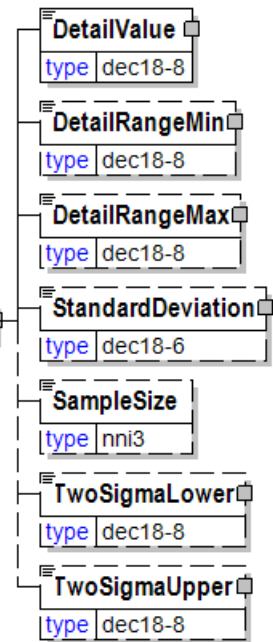 DetailValue
type dec18-8
DetailRangeMin
type dec18-8
DetailRangeMax
type dec18-8
StandardDeviation
type dec18-6
SampleSize
type nni3
TwoSigmaLower
type dec18-8
TwoSigmaUpper
type dec18-8